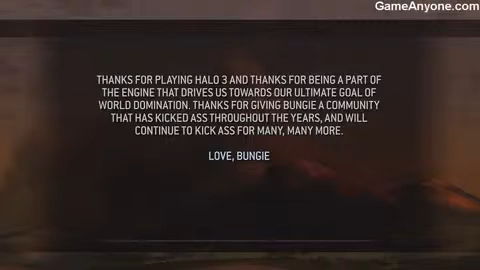 GameAnyone.com
THANKS FOR PLAYING HALO 3 AND THANKS FOR BEING A PART OF
THE ENGINE THAT DRIVES US TOWARDS OUR ULTIMATE GOAL OF
WORLD DOMINATION. THANKS FOR GIVING BUNGIE A COMMUNITY
THAT HAS KICKED ASS THROUGHOUT THE YEARS, AND WILL
CONTINUE TO KICK ASS FOR MANY, MANY MORE.
LOVE, BUNGIE